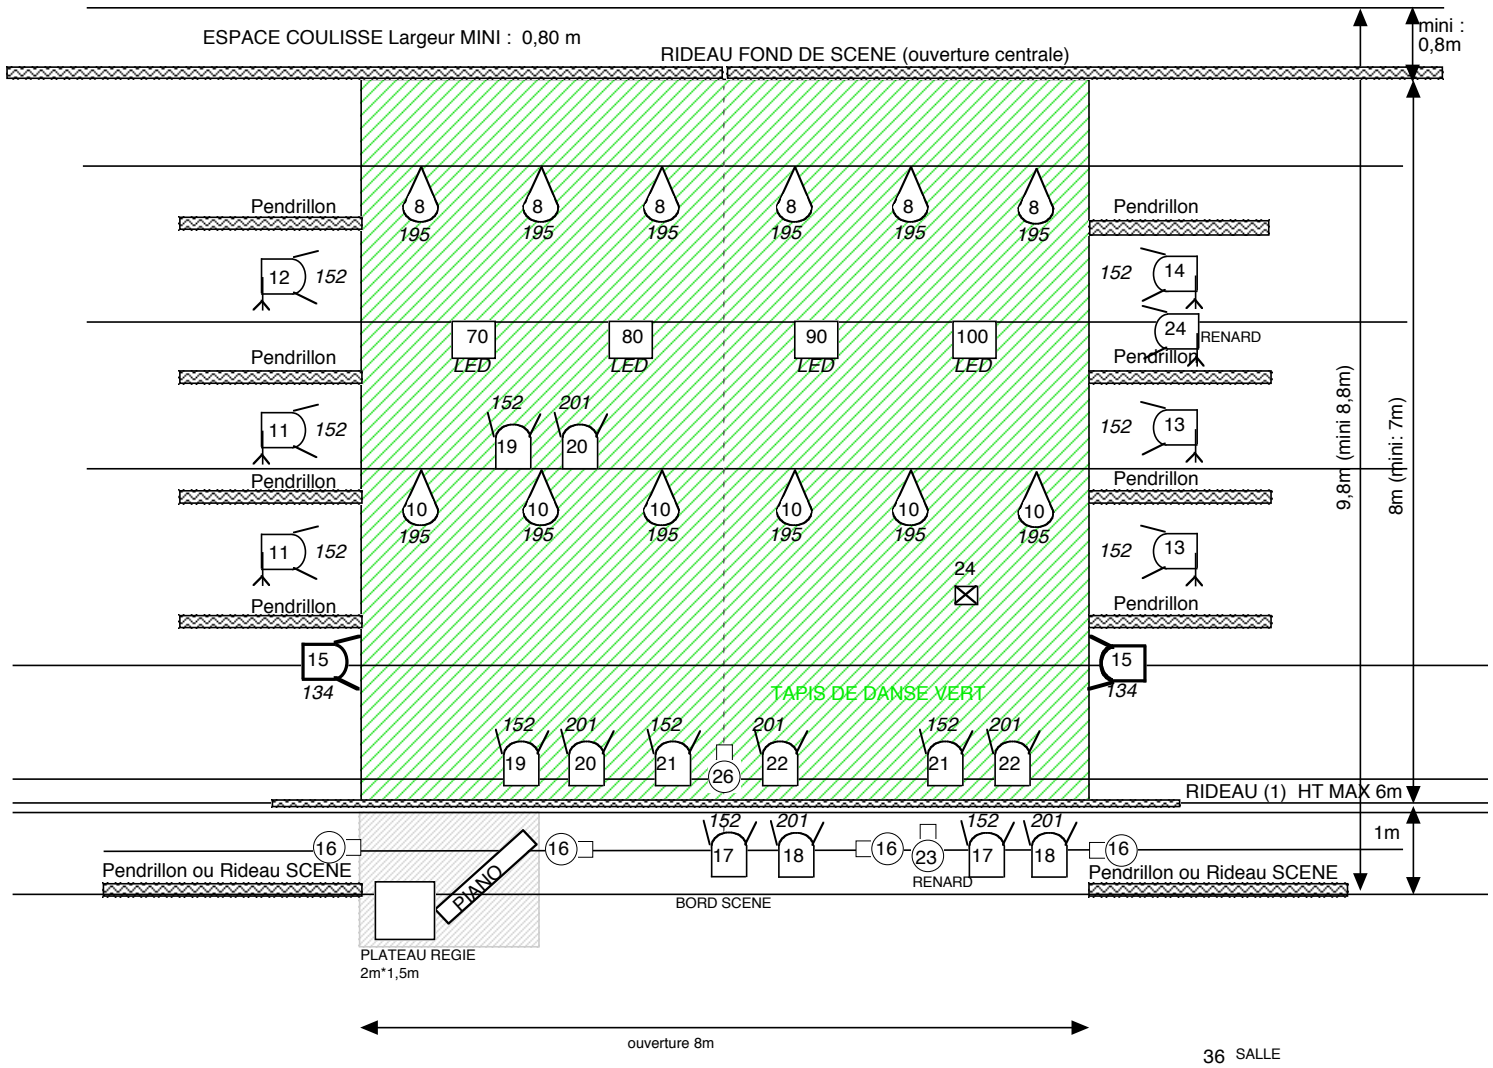 ESPACE COULISSE Largeur MINI : 0,80 m
mini :
0,8m
RIDEAU FOND DE SCENE (ouverture centrale)
Pendrillon
8 8 8 8 8 8
Pendrillon
195 195 195 195 195 195
12 152
152 14
70 80 90 100
24 RENARD
LED LED LED LED
Pendrillon
Pendrillon
9,8m (mini 8,8m)
8m (mini: 7m)
152 201
11 152
19 20
152 13
Pendrillon
Pendrillon
10 10 10 10 10 10
195 195 195 195 195 195
11 152
152 13
24
Pendrillon
Pendrillon
15
15
134
134
TAPIS DE DANSE VERT
152 201 152 201 152 201
19 20 21 26 22 21 22
RIDEAU (1) HT MAX 6m
152 201 152 201
1m
16 16 17 18 16 23 17 18 16
Pendrillon ou Rideau SCENE
PIANO
RENARD
Pendrillon ou Rideau SCENE
BORD SCENE
PLATEAU REGIE
2m*1,5m
ouverture 8m
36 SALLE